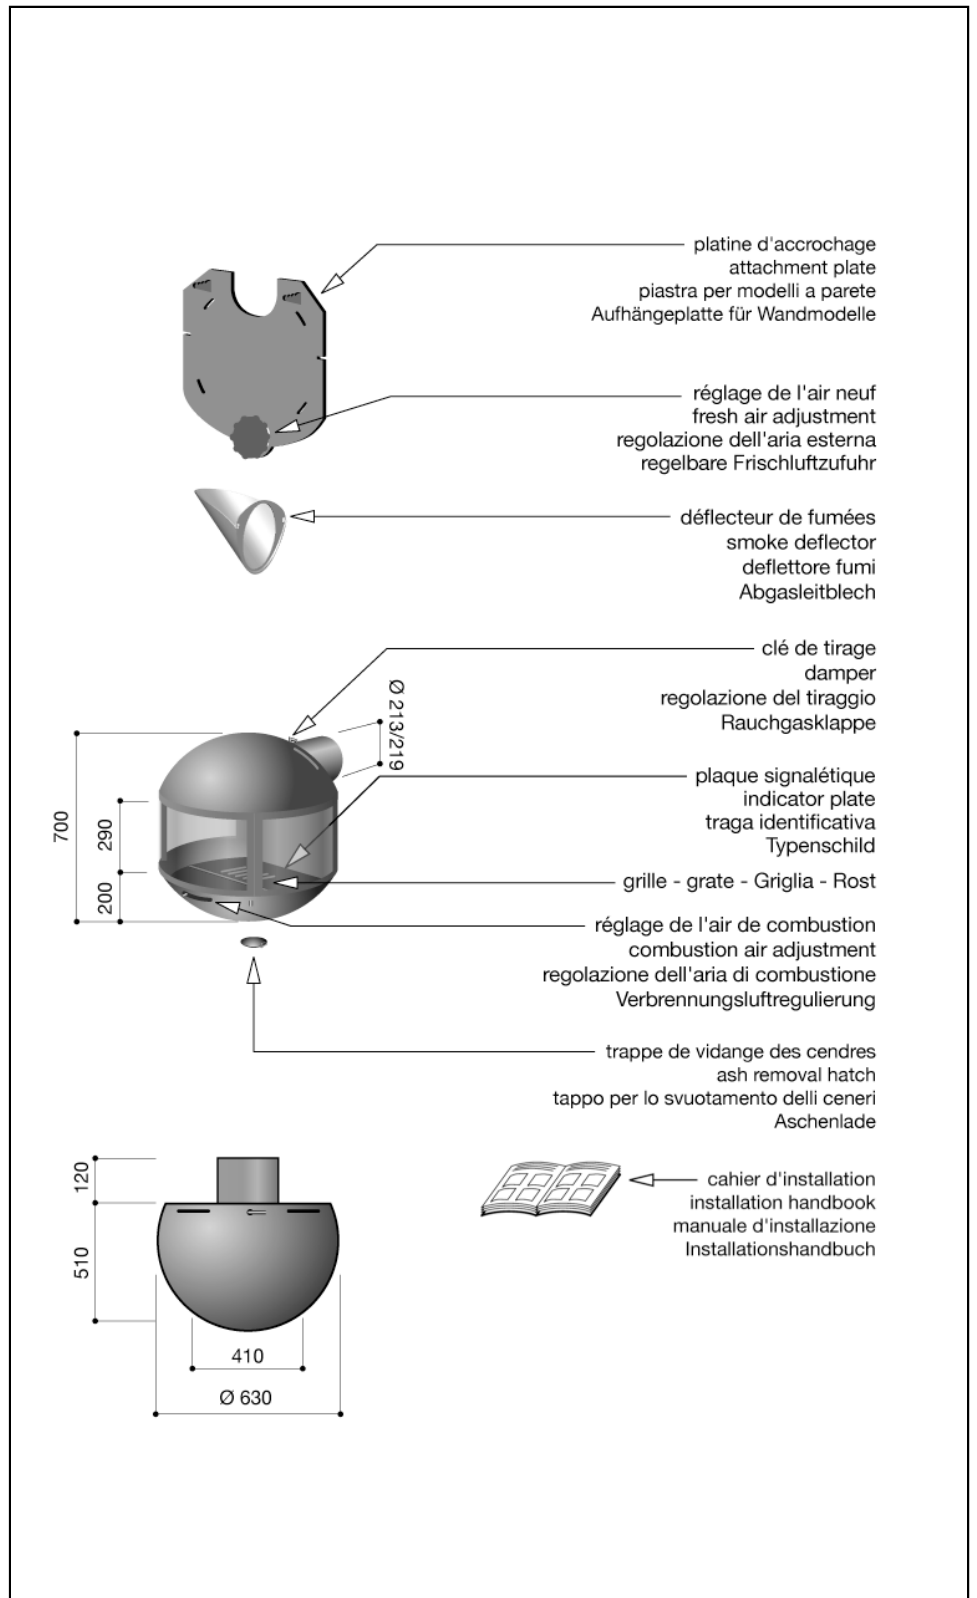 platine d'accrochage
attachment plate
piastra per modelli a parete
Aufhängeplatte für Wandmodelle
réglage de l'air neuf
fresh air adjustment
regolazione dell'aria esterna
regelbare Frischluftzufuhr
déflecteur de fumées
smoke deflector
deflettore fumi
Abgasleitblech
clé de tirage
damper
regolazione del tiraggio
Rauchgasklappe
Ø 213/219
plaque signalétique
indicator plate
traga identificativa
Typenschild
700
290
200
grille - grate - Griglia - Rost
réglage de l'air de combustion
combustion air adjustment
regolazione dell'aria di combustione
Verbrennungsluftregulierung
trappe de vidange des cendres
ash removal hatch
tappo per lo svuotamento delli ceneri
Aschenlade
120
510
410
Ø 630
cahier d'installation
installation handbook
manuale d'installazione
Installationshandbuch